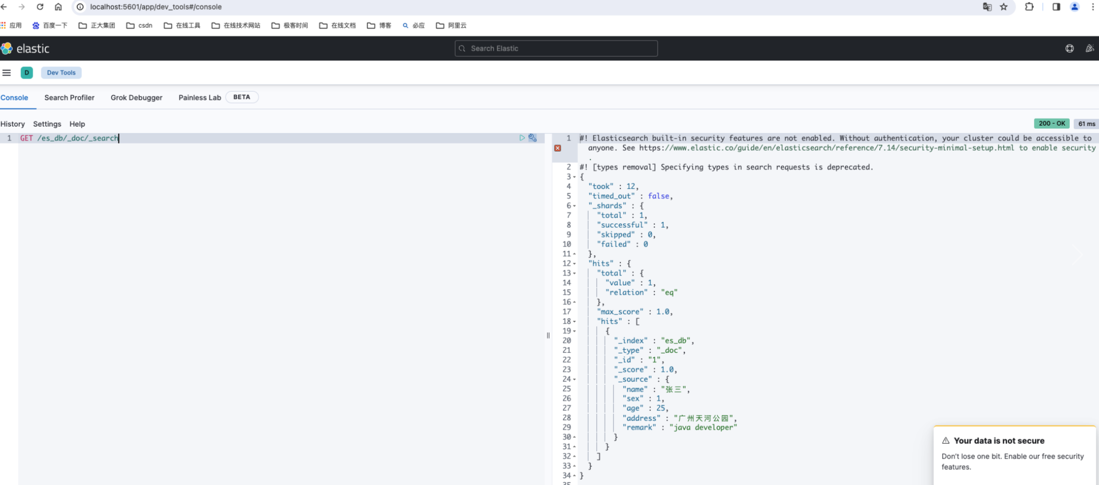 localhost:5601/app/dev_tools#/console
应用 百度一下 正大集团 csdn 在线工具 在线技术网站 极客时间 在线文档 博客 必应 阿里云
elastic Search Elastic
D Dev Tools
Console Search Profiler Grok Debugger Painless Lab BETA
History Settings Help 200 - OK 61 ms
1 GET /es_db/_doc/_search
1 #! Elasticsearch built-in security features are not enabled. Without authentication, your cluster could be accessible to
anyone. See https://www.elastic.co/guide/en/elasticsearch/reference/7.14/security-minimal-setup.html to enable security
.
2 #! [types removal] Specifying types in search requests is deprecated.
3 {
4 "took" : 12,
5 "timed_out" : false,
6 "_shards" : {
7 "total" : 1,
8 "successful" : 1,
9 "skipped" : 0,
10 "failed" : 0
11 },
12 "hits" : {
13 "total" : {
14 "value" : 1,
15 "relation" : "eq"
16 },
17 "max_score" : 1.0,
18 "hits" : [
19 {
20 "_index" : "es_db",
21 "_type" : "_doc",
22 "_id" : "1",
23 "_score" : 1.0,
24 "_source" : {
25 "name" : "张三",
26 "sex" : 1,
27 "age" : 25,
28 "address" : "广州天河公园",
29 "remark" : "java developer"
30 }
31 }
32 ]
33 }
34 }
35
Your data is not secure
Don't lose one bit. Enable our free security
features.